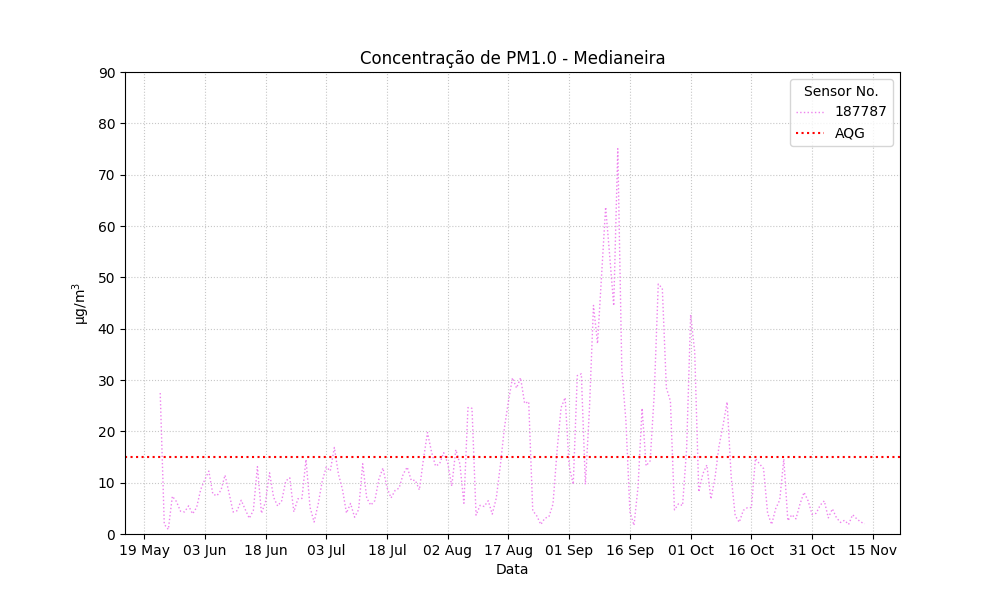 Concentração de PM1.0 - Medianeira
Sensor No.
187787
AQG
µg/m³
90
80
70
60
50
40
30
20
10
0
19 May 03 Jun 18 Jun 03 Jul 18 Jul 02 Aug 17 Aug 01 Sep 16 Sep 01 Oct 16 Oct 31 Oct 15 Nov
Data